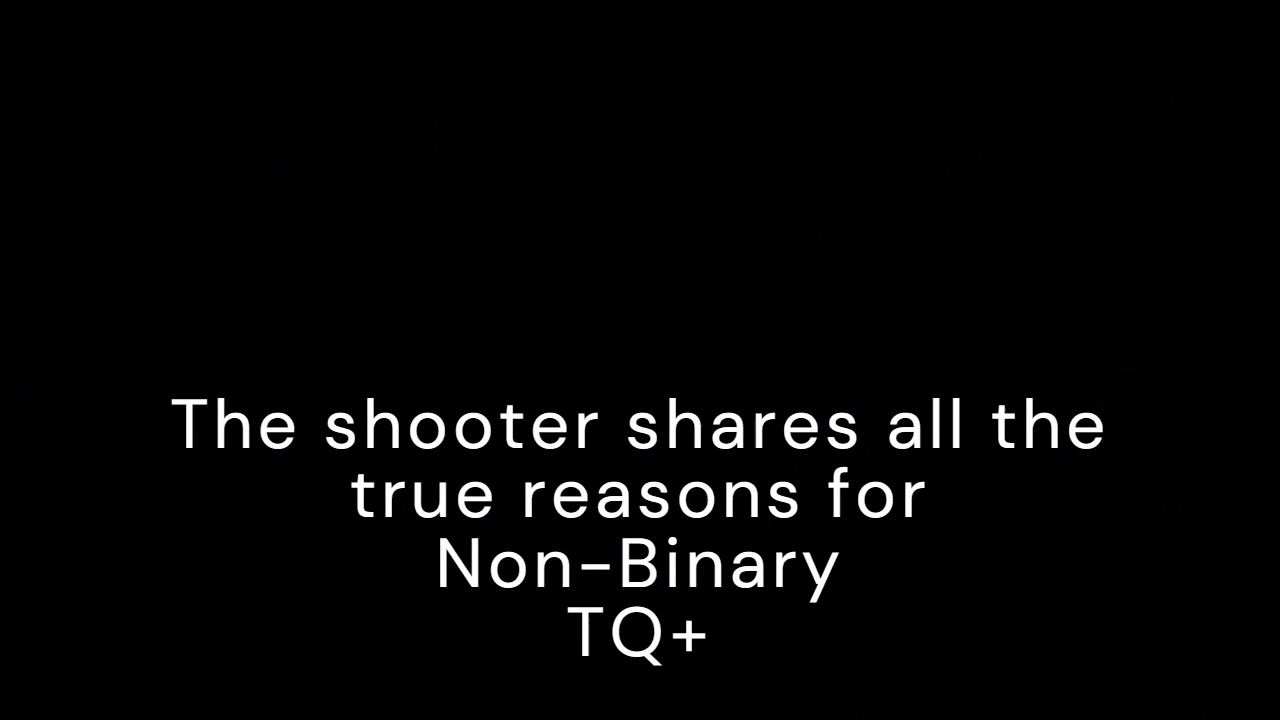 The shooter shares all the
true reasons for
Non-Binary
TQ+